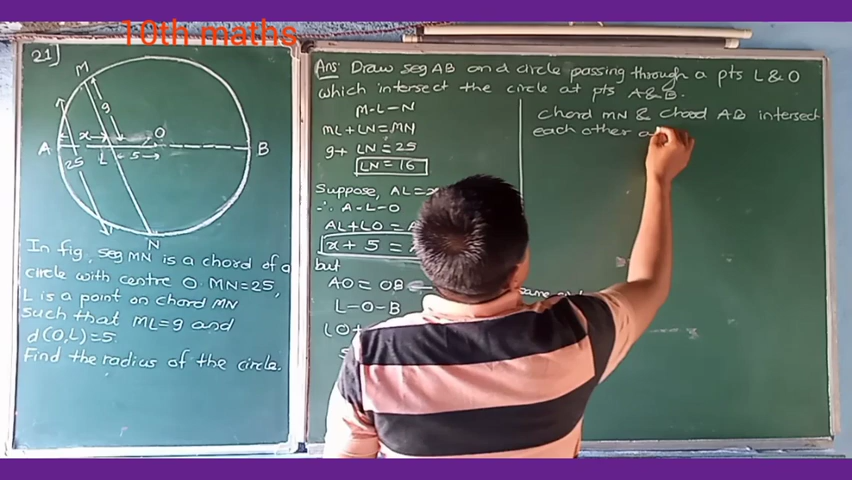 10th maths
21]
M
9
x
O
A
L
5
B
25
N
In fig, seg MN is a chord of a
circle with centre O. MN=25,
L is a point on chord MN
such that ML=9 and
d(O,L)=5.
Find the radius of the circle.
Ans: Draw seg AB and circle passing through a pts L & O
which intersect the circle at pts A & B.
M-L-N
ML + LN = MN
9 + LN = 25
LN = 16
Suppose, AL = x
∴ A-L-O
AL + LO =
x + 5 =
but
AO = OB
L-O-B
LO +
chord MN & chord AB intersect
each other
same